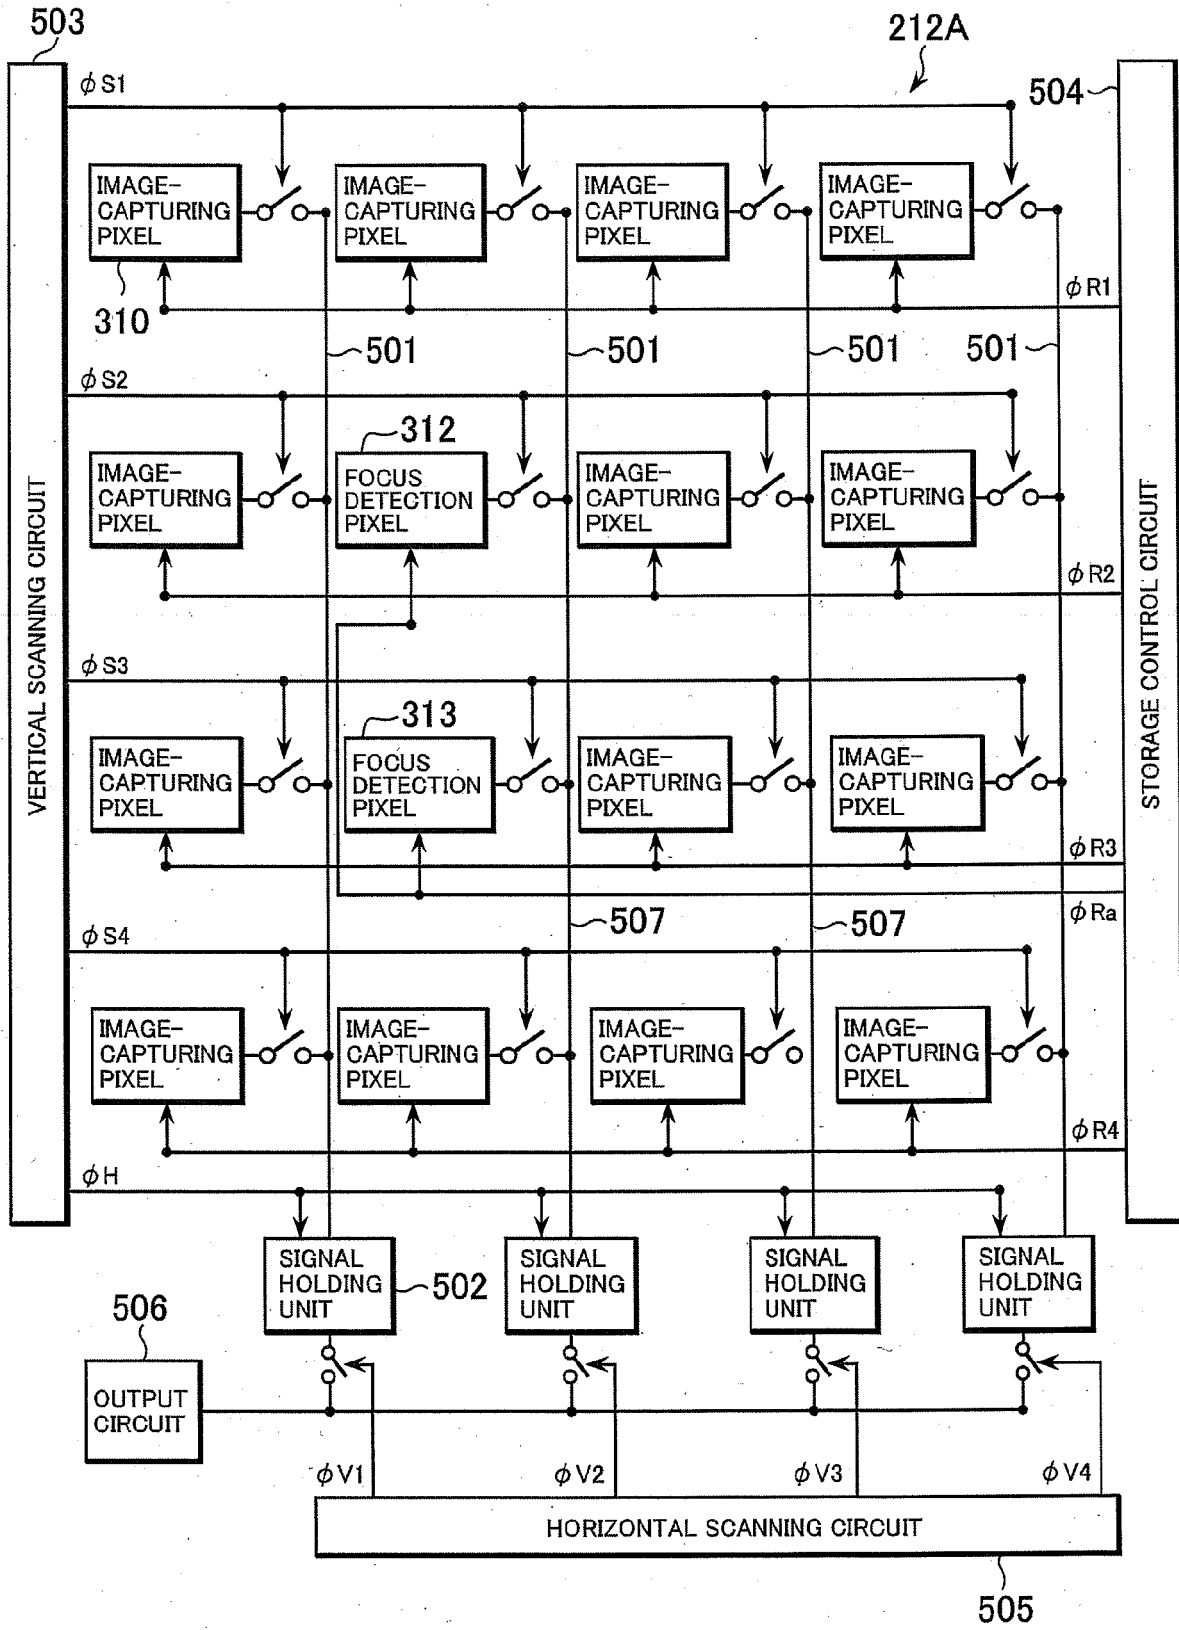 503
212A
φS1
504
IMAGE-
CAPTURING
PIXEL
IMAGE-
CAPTURING
PIXEL
IMAGE-
CAPTURING
PIXEL
IMAGE-
CAPTURING
PIXEL
310
φR1
501
501
501
501
φS2
312
IMAGE-
CAPTURING
PIXEL
FOCUS
DETECTION
PIXEL
IMAGE-
CAPTURING
PIXEL
IMAGE-
CAPTURING
PIXEL
φR2
VERTICAL SCANNING CIRCUIT
STORAGE CONTROL CIRCUIT
φS3
313
IMAGE-
CAPTURING
PIXEL
FOCUS
DETECTION
PIXEL
IMAGE-
CAPTURING
PIXEL
IMAGE-
CAPTURING
PIXEL
φR3
φRa
507
507
φS4
IMAGE-
CAPTURING
PIXEL
IMAGE-
CAPTURING
PIXEL
IMAGE-
CAPTURING
PIXEL
IMAGE-
CAPTURING
PIXEL
φR4
φH
SIGNAL
HOLDING
UNIT
502
SIGNAL
HOLDING
UNIT
SIGNAL
HOLDING
UNIT
SIGNAL
HOLDING
UNIT
506
OUTPUT
CIRCUIT
φV1
φV2
φV3
φV4
HORIZONTAL SCANNING CIRCUIT
505